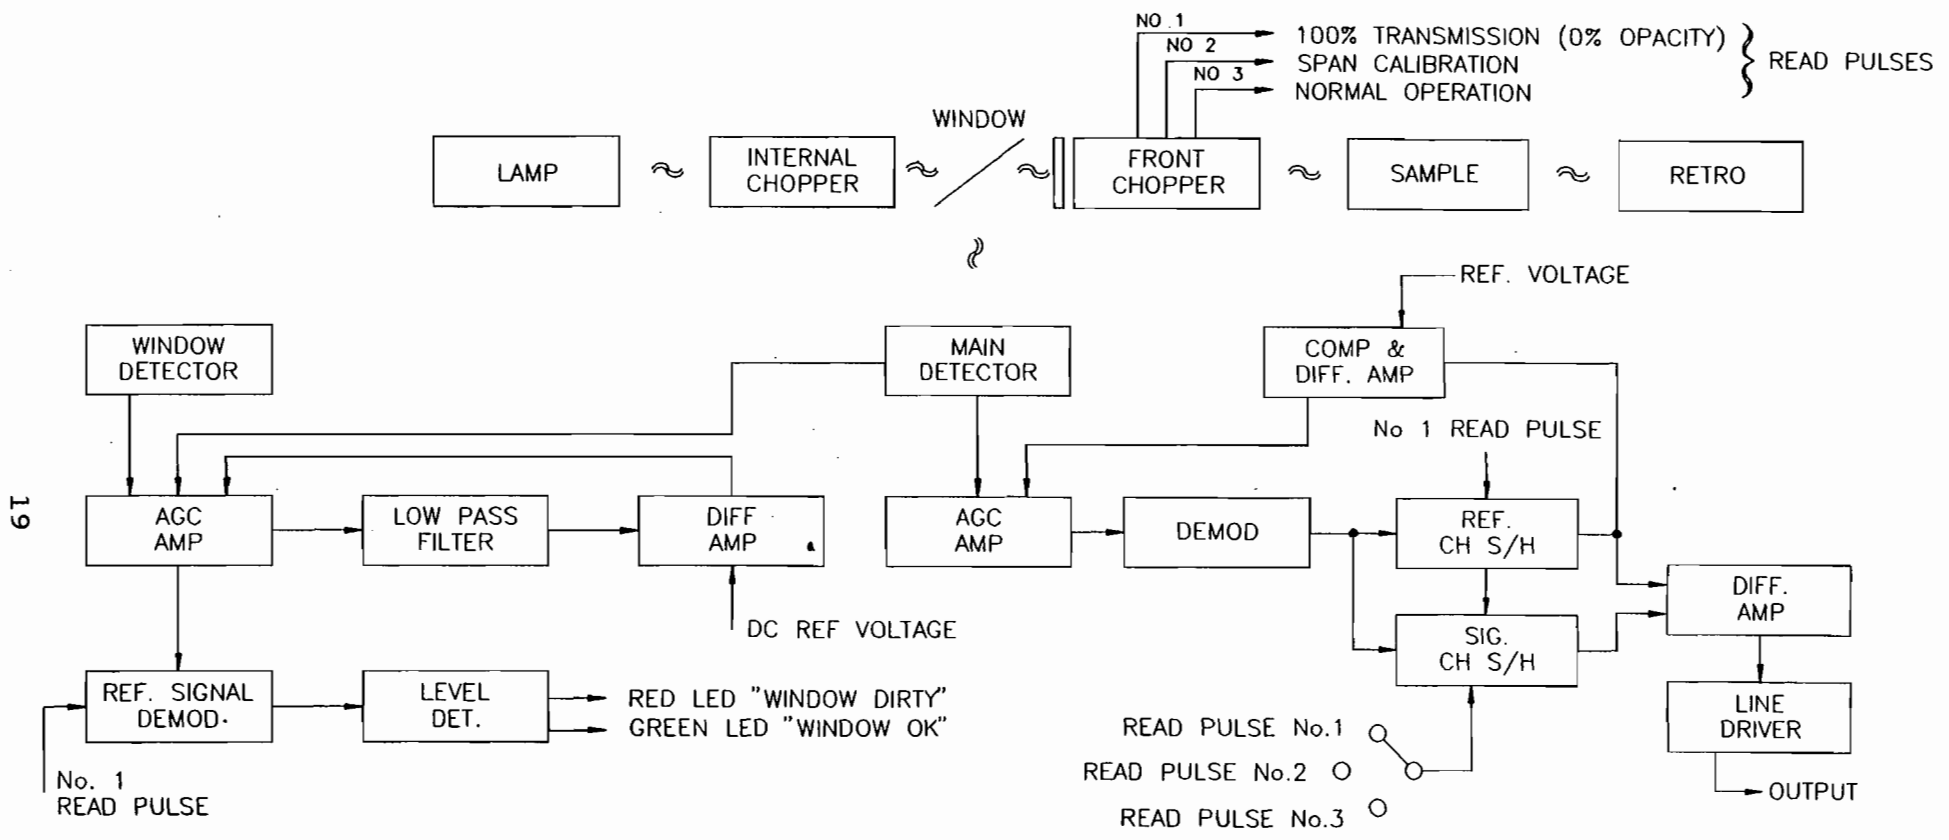 NO.1
100% TRANSMISSION (0% OPACITY)
NO 2
SPAN CALIBRATION
READ PULSES
NO 3
NORMAL OPERATION
WINDOW
LAMP
INTERNAL
CHOPPER
FRONT
CHOPPER
SAMPLE
RETRO
REF. VOLTAGE
WINDOW
DETECTOR
MAIN
DETECTOR
COMP &
DIFF. AMP
No 1 READ PULSE
AGC
AMP
LOW PASS
FILTER
DIFF
AMP
AGC
AMP
DEMOD
REF.
CH S/H
19
DC REF VOLTAGE
SIG.
CH S/H
DIFF.
AMP
REF. SIGNAL
DEMOD.
LEVEL
DET.
RED LED "WINDOW DIRTY"
GREEN LED "WINDOW OK"
LINE
DRIVER
READ PULSE No.1
READ PULSE No.2
READ PULSE No.3
OUTPUT
No. 1
READ PULSE